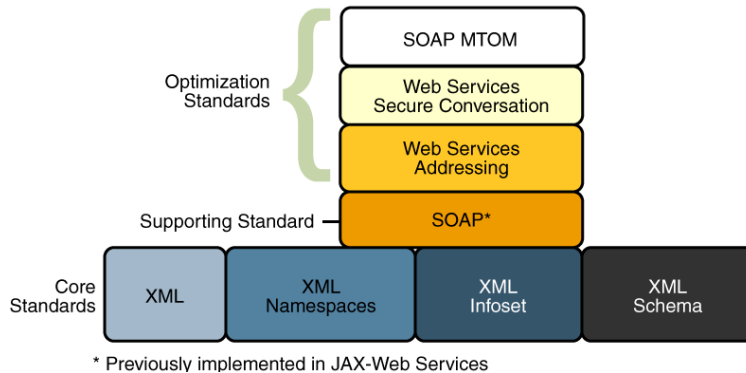 SOAP MTOM
Optimization
Standards
Web Services
Secure Conversation
Web Services
Addressing
Supporting Standard
SOAP*
Core
Standards
XML
XML
Namespaces
XML
Infoset
XML
Schema
* Previously implemented in JAX-Web Services